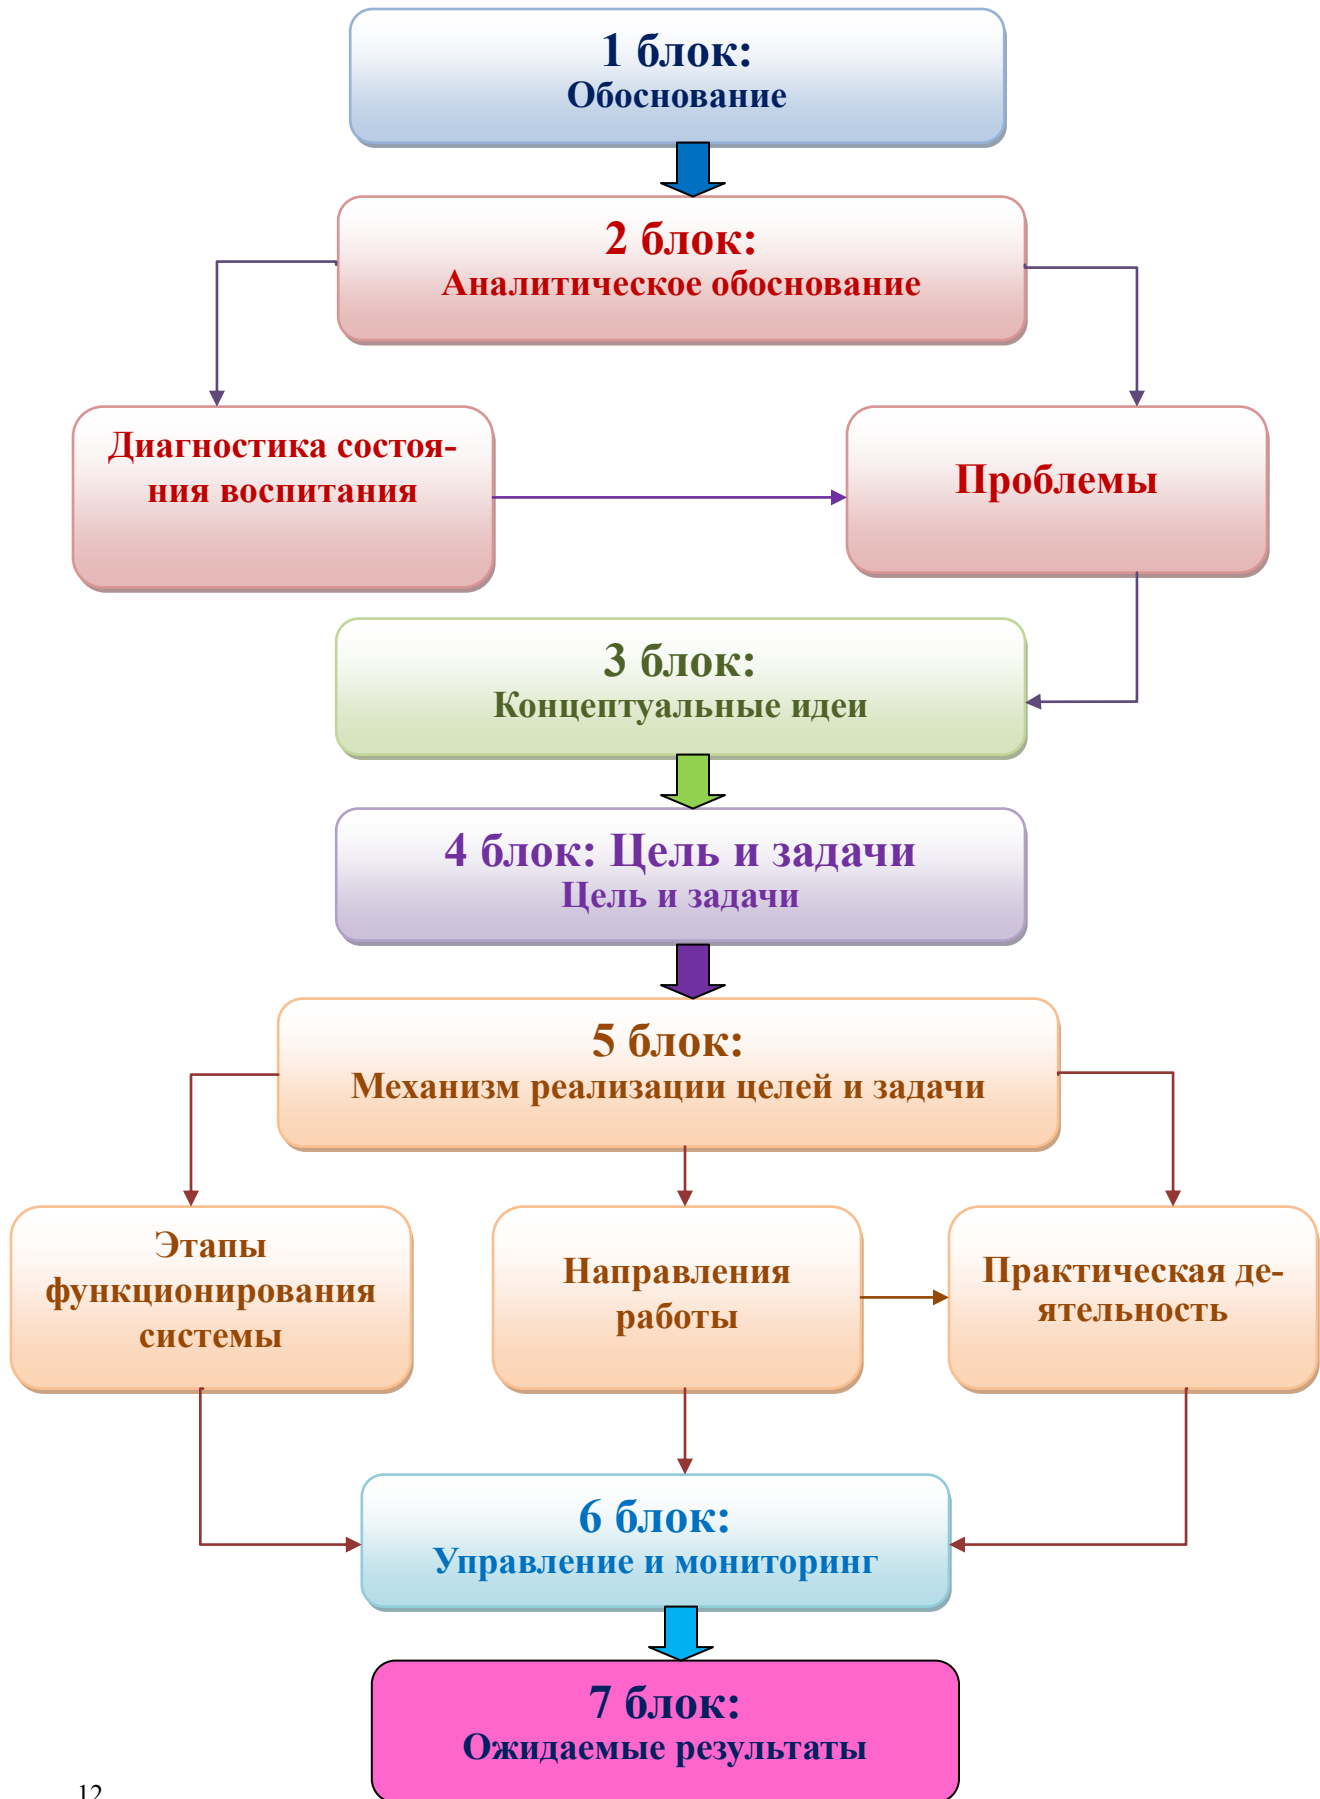 1 блок:
Обоснование
2 блок:
Аналитическое обоснование
Диагностика состоя-
ния воспитания
Проблемы
3 блок:
Концептуальные идеи
4 блок: Цель и задачи
Цель и задачи
5 блок:
Механизм реализации целей и задачи
Этапы
функционирования
системы
Направления
работы
Практическая де-
ятельность
6 блок:
Управление и мониторинг
7 блок:
Ожидаемые результаты
12